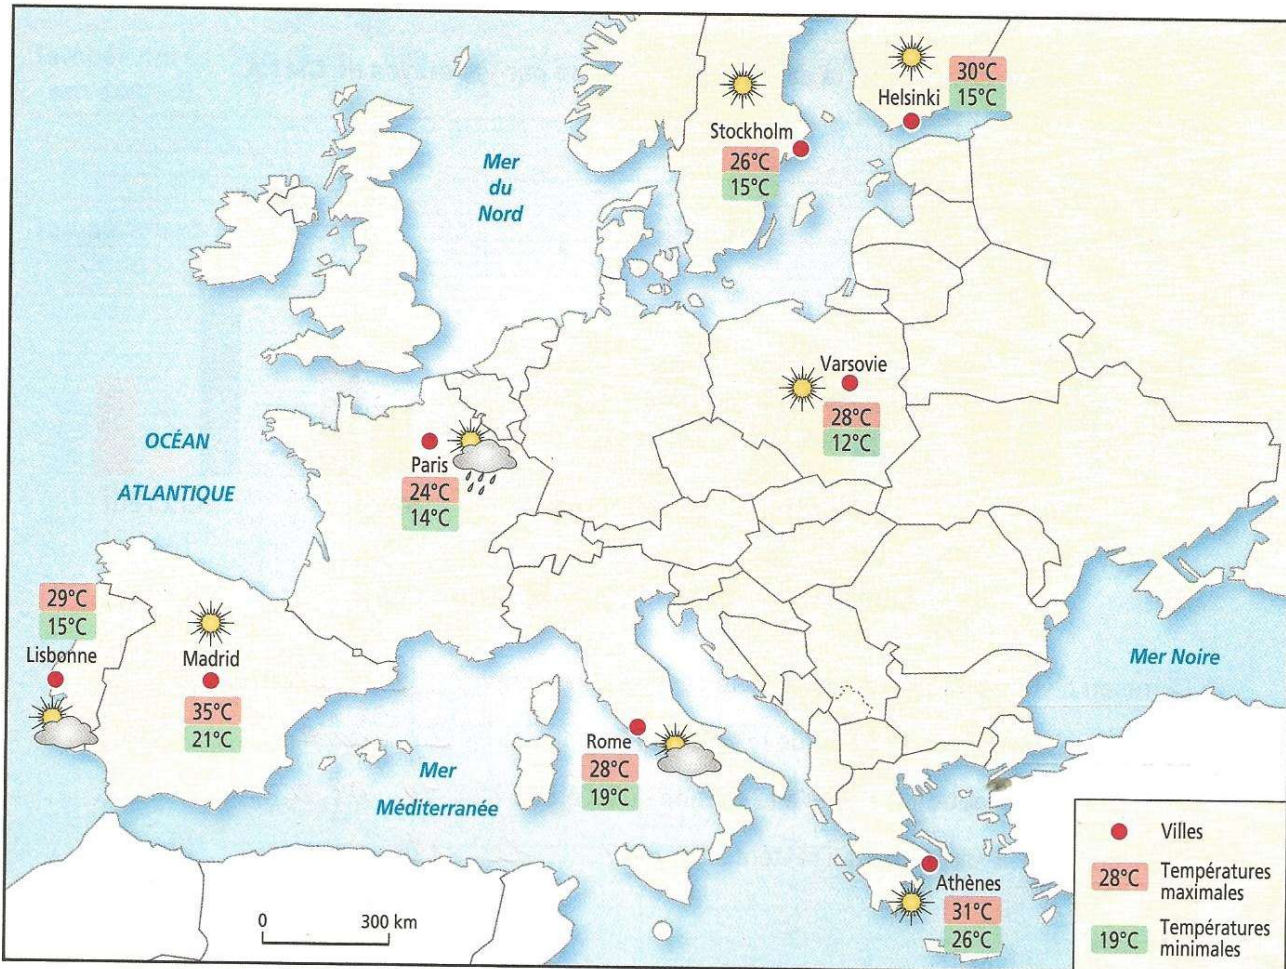 30°C
15°C
Helsinki
Stockholm
26°C
15°C
Mer
du
Nord
Varsovie
28°C
12°C
OCÉAN
ATLANTIQUE
Paris
24°C
14°C
29°C
15°C
Lisbonne
Madrid
35°C
21°C
Mer Noire
Rome
28°C
19°C
Mer
Méditerranée
Athènes
31°C
26°C
0 300 km
Villes
28°C Températures
maximales
19°C Températures
minimales